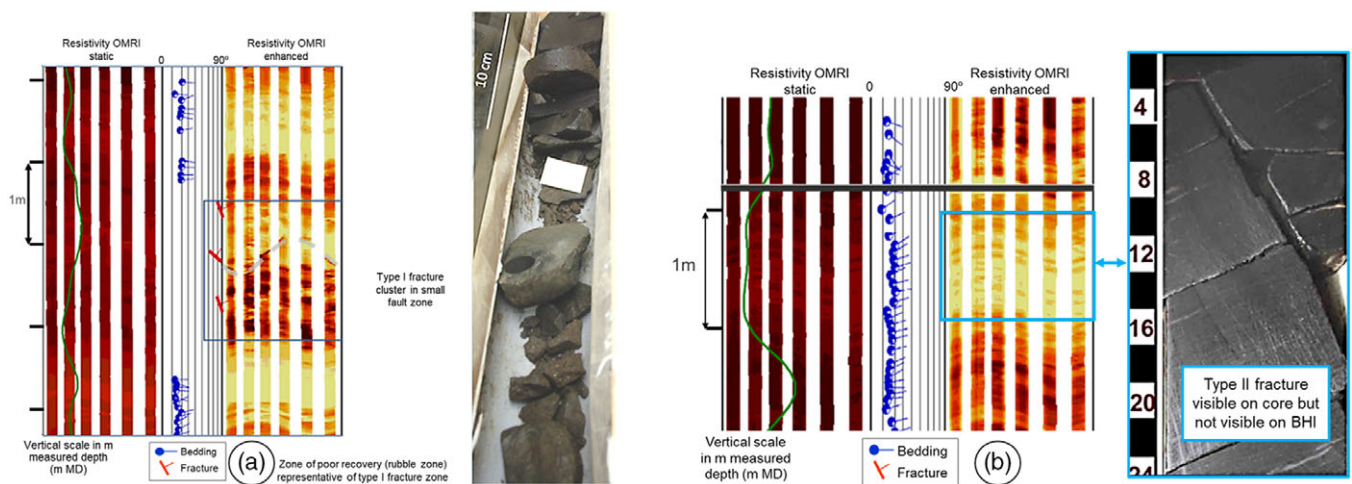 Resistivity OMRI
static
0
90º
Resistivity OMRI
enhanced
1m
Type I fracture
cluster in small
fault zone
Vertical scale in m
measured depth
(m MD)
Bedding
Fracture
(a)
Zone of poor recovery (rubble zone)
representative of type I fracture zone
10 cm
Resistivity OMRI
static
0
90º
Resistivity OMRI
enhanced
1m
Vertical scale
in m measured
depth (m MD)
Bedding
Fracture
(b)
4
8
12
16
20
24
Type II fracture
visible on core but
not visible on BHI